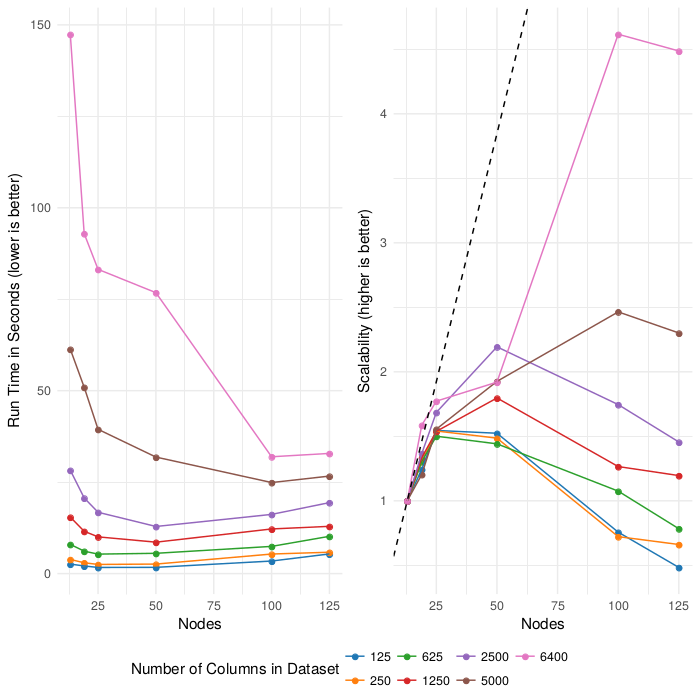 Run Time in Seconds (lower is better)
150
100
50
0
25 50 75 100 125
Nodes
Scalability (higher is better)
4
3
2
1
25 50 75 100 125
Nodes
Number of Columns in Dataset
125 625 2500 6400
250 1250 5000